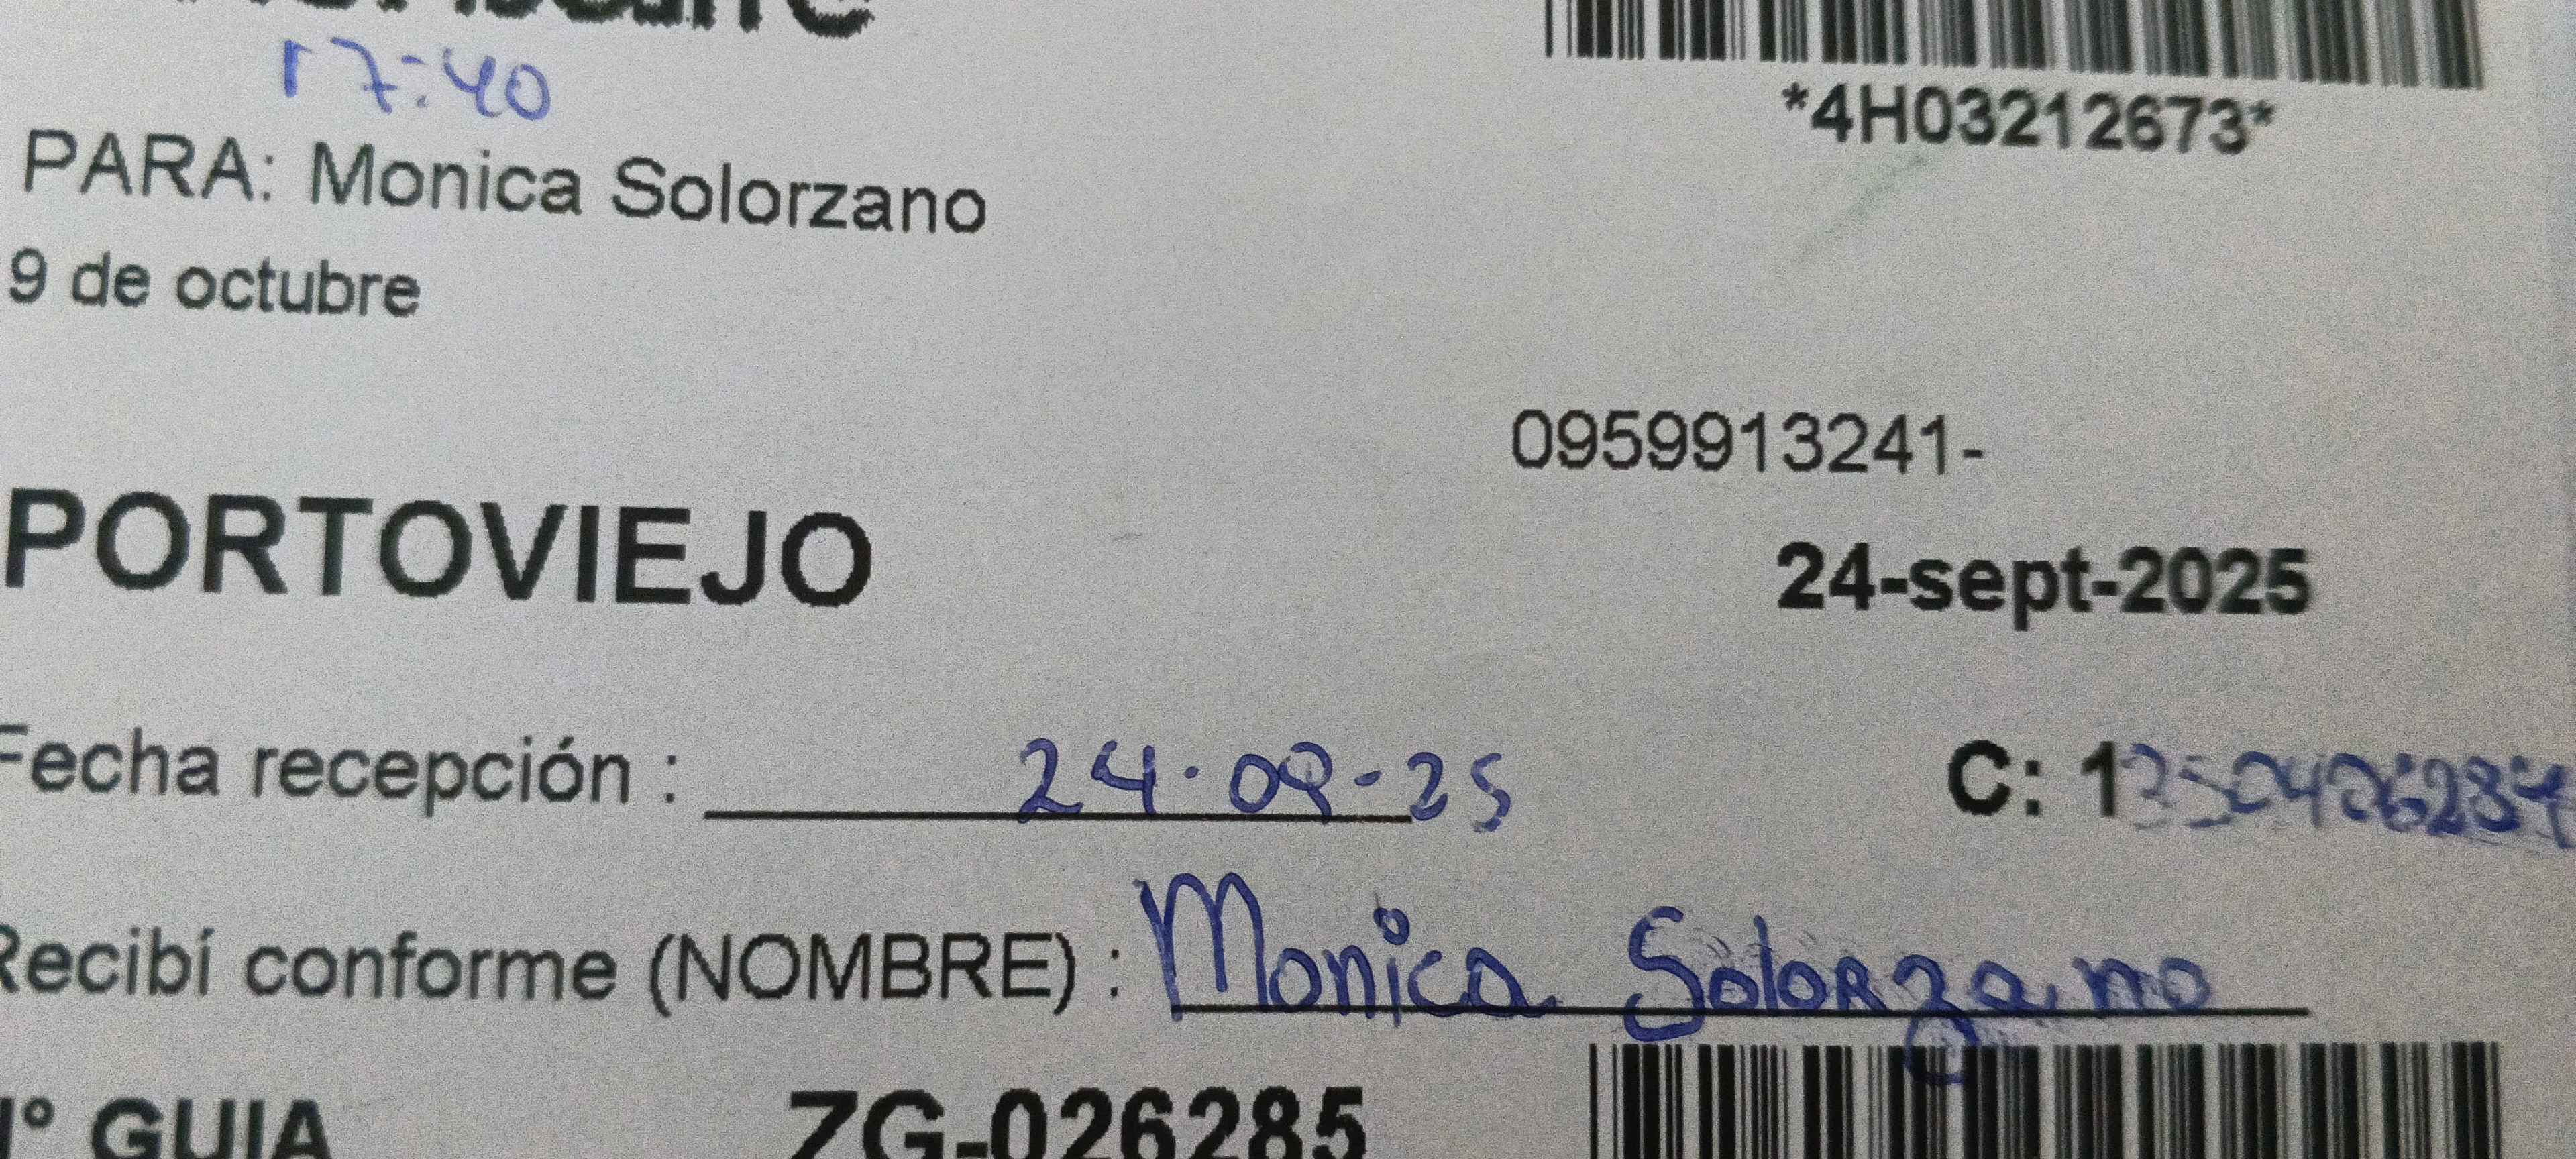 17:40
*4H03212673*
PARA: Monica Solorzano
9 de octubre
0959913241-
PORTOVIEJO
24-sept-2025
Fecha recepción : 24·09-25
C: 1
Recibí conforme (NOMBRE) : Monica Solorzano
N° GUIA ZG-026285